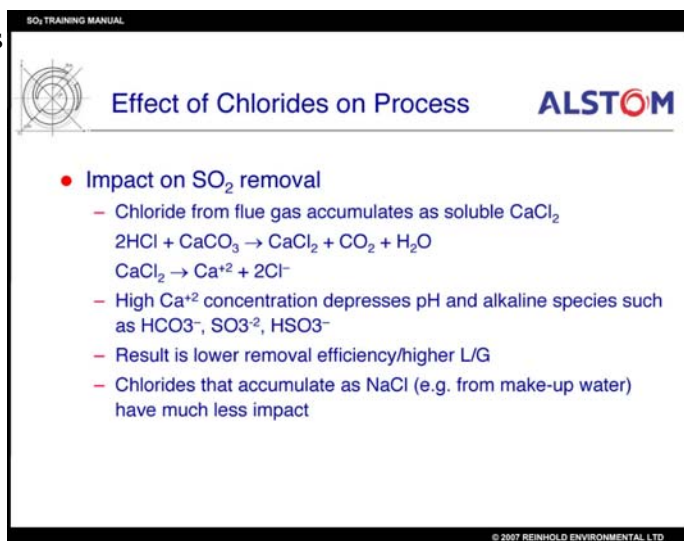 s
SO₂ TRAINING MANUAL
Effect of Chlorides on Process
ALSTOM
• Impact on SO₂ removal
– Chloride from flue gas accumulates as soluble CaCl₂
2HCl + CaCO₃ → CaCl₂ + CO₂ + H₂O
CaCl₂ → Ca⁺² + 2Cl⁻
– High Ca⁺² concentration depresses pH and alkaline species such
as HCO3⁻, SO3⁻², HSO3⁻
– Result is lower removal efficiency/higher L/G
– Chlorides that accumulate as NaCl (e.g. from make-up water)
have much less impact
© 2007 REINHOLD ENVIRONMENTAL LTD